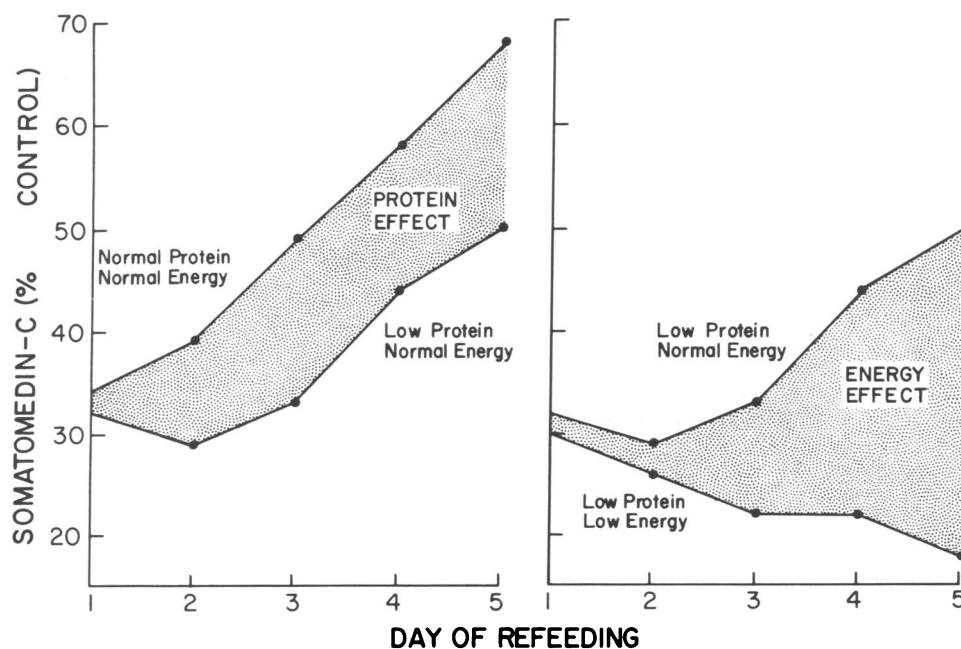 SOMATOMEDIN-C (% CONTROL)
70
60
50
40
30
20
Normal Protein
Normal Energy
PROTEIN
EFFECT
Low Protein
Normal Energy
1 2 3 4 5
Low Protein
Normal Energy
ENERGY
EFFECT
Low Protein
Low Energy
1 2 3 4 5
DAY OF REFEEDING